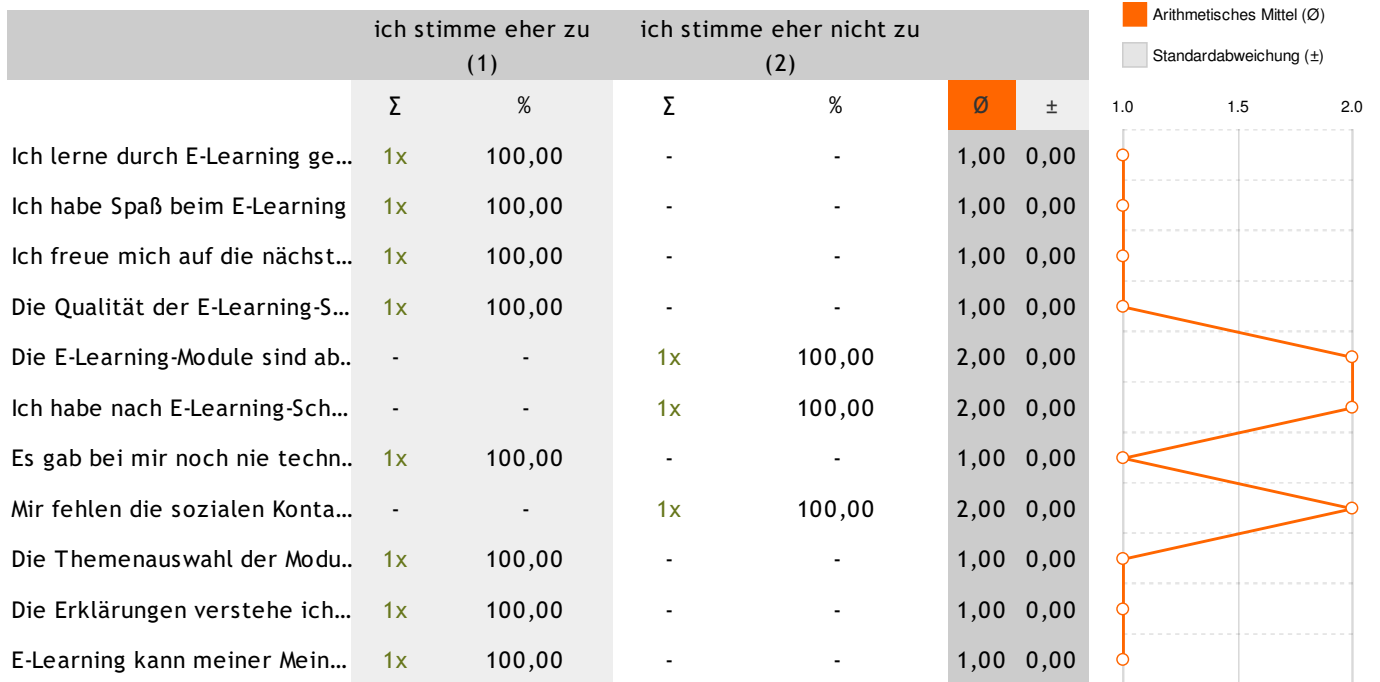 ich stimme eher zu
(1)
ich stimme eher nicht zu
(2)
Arithmetisches Mittel (Ø)
Standardabweichung (±)
Σ % Σ % Ø ± 1.0 1.5 2.0
Ich lerne durch E-Learning ge... 1x 100,00 - - 1,00 0,00
Ich habe Spaß beim E-Learning 1x 100,00 - - 1,00 0,00
Ich freue mich auf die nächst... 1x 100,00 - - 1,00 0,00
Die Qualität der E-Learning-S... 1x 100,00 - - 1,00 0,00
Die E-Learning-Module sind ab.. - - 1x 100,00 2,00 0,00
Ich habe nach E-Learning-Sch... - - 1x 100,00 2,00 0,00
Es gab bei mir noch nie techn.. 1x 100,00 - - 1,00 0,00
Mir fehlen die sozialen Konta... - - 1x 100,00 2,00 0,00
Die Themenauswahl der Modu.. 1x 100,00 - - 1,00 0,00
Die Erklärungen verstehe ich... 1x 100,00 - - 1,00 0,00
E-Learning kann meiner Mein... 1x 100,00 - - 1,00 0,00